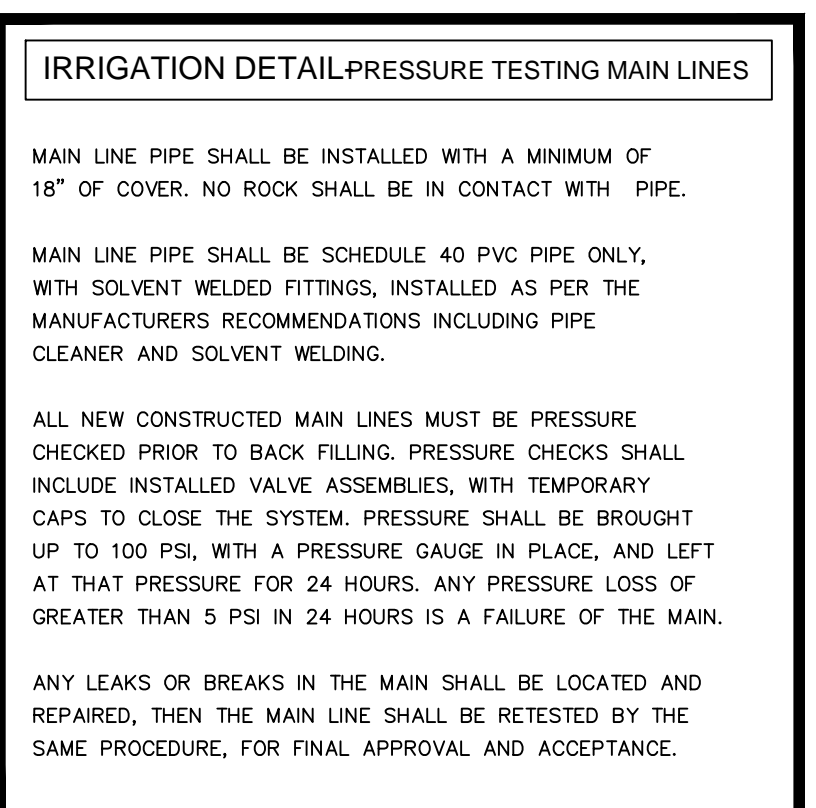 IRRIGATION DETAIL-PRESSURE TESTING MAIN LINES
MAIN LINE PIPE SHALL BE INSTALLED WITH A MINIMUM OF
18" OF COVER. NO ROCK SHALL BE IN CONTACT WITH PIPE.
MAIN LINE PIPE SHALL BE SCHEDULE 40 PVC PIPE ONLY,
WITH SOLVENT WELDED FITTINGS, INSTALLED AS PER THE
MANUFACTURERS RECOMMENDATIONS INCLUDING PIPE
CLEANER AND SOLVENT WELDING.
ALL NEW CONSTRUCTED MAIN LINES MUST BE PRESSURE
CHECKED PRIOR TO BACK FILLING. PRESSURE CHECKS SHALL
INCLUDE INSTALLED VALVE ASSEMBLIES, WITH TEMPORARY
CAPS TO CLOSE THE SYSTEM. PRESSURE SHALL BE BROUGHT
UP TO 100 PSI, WITH A PRESSURE GAUGE IN PLACE, AND LEFT
AT THAT PRESSURE FOR 24 HOURS. ANY PRESSURE LOSS OF
GREATER THAN 5 PSI IN 24 HOURS IS A FAILURE OF THE MAIN.
ANY LEAKS OR BREAKS IN THE MAIN SHALL BE LOCATED AND
REPAIRED, THEN THE MAIN LINE SHALL BE RETESTED BY THE
SAME PROCEDURE, FOR FINAL APPROVAL AND ACCEPTANCE.